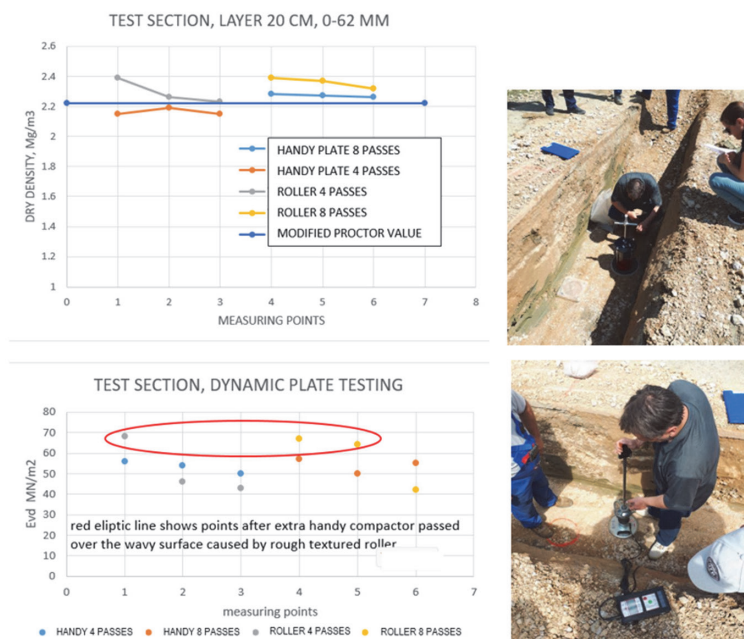 TEST SECTION, LAYER 20 CM, 0-62 MM
2.6
2.4
2.2
2
1.8
1.6
1.4
1.2
1
DRY DENSITY, Mg/m3
HANDY PLATE 8 PASSES
HANDY PLATE 4 PASSES
ROLLER 4 PASSES
ROLLER 8 PASSES
MODIFIED PROCTOR VALUE
0 1 2 3 4 5 6 7 8
MEASURING POINTS
TEST SECTION, DYNAMIC PLATE TESTING
80
70
60
50
40
30
20
10
0
Evd MN/m2
red eliptic line shows points after extra handy compactor passed
over the wavy surface caused by rough textured roller
0 1 2 3 4 5 6 7
measuring points
HANDY 4 PASSES HANDY 8 PASSES ROLLER 4 PASSES ROLLER 8 PASSES